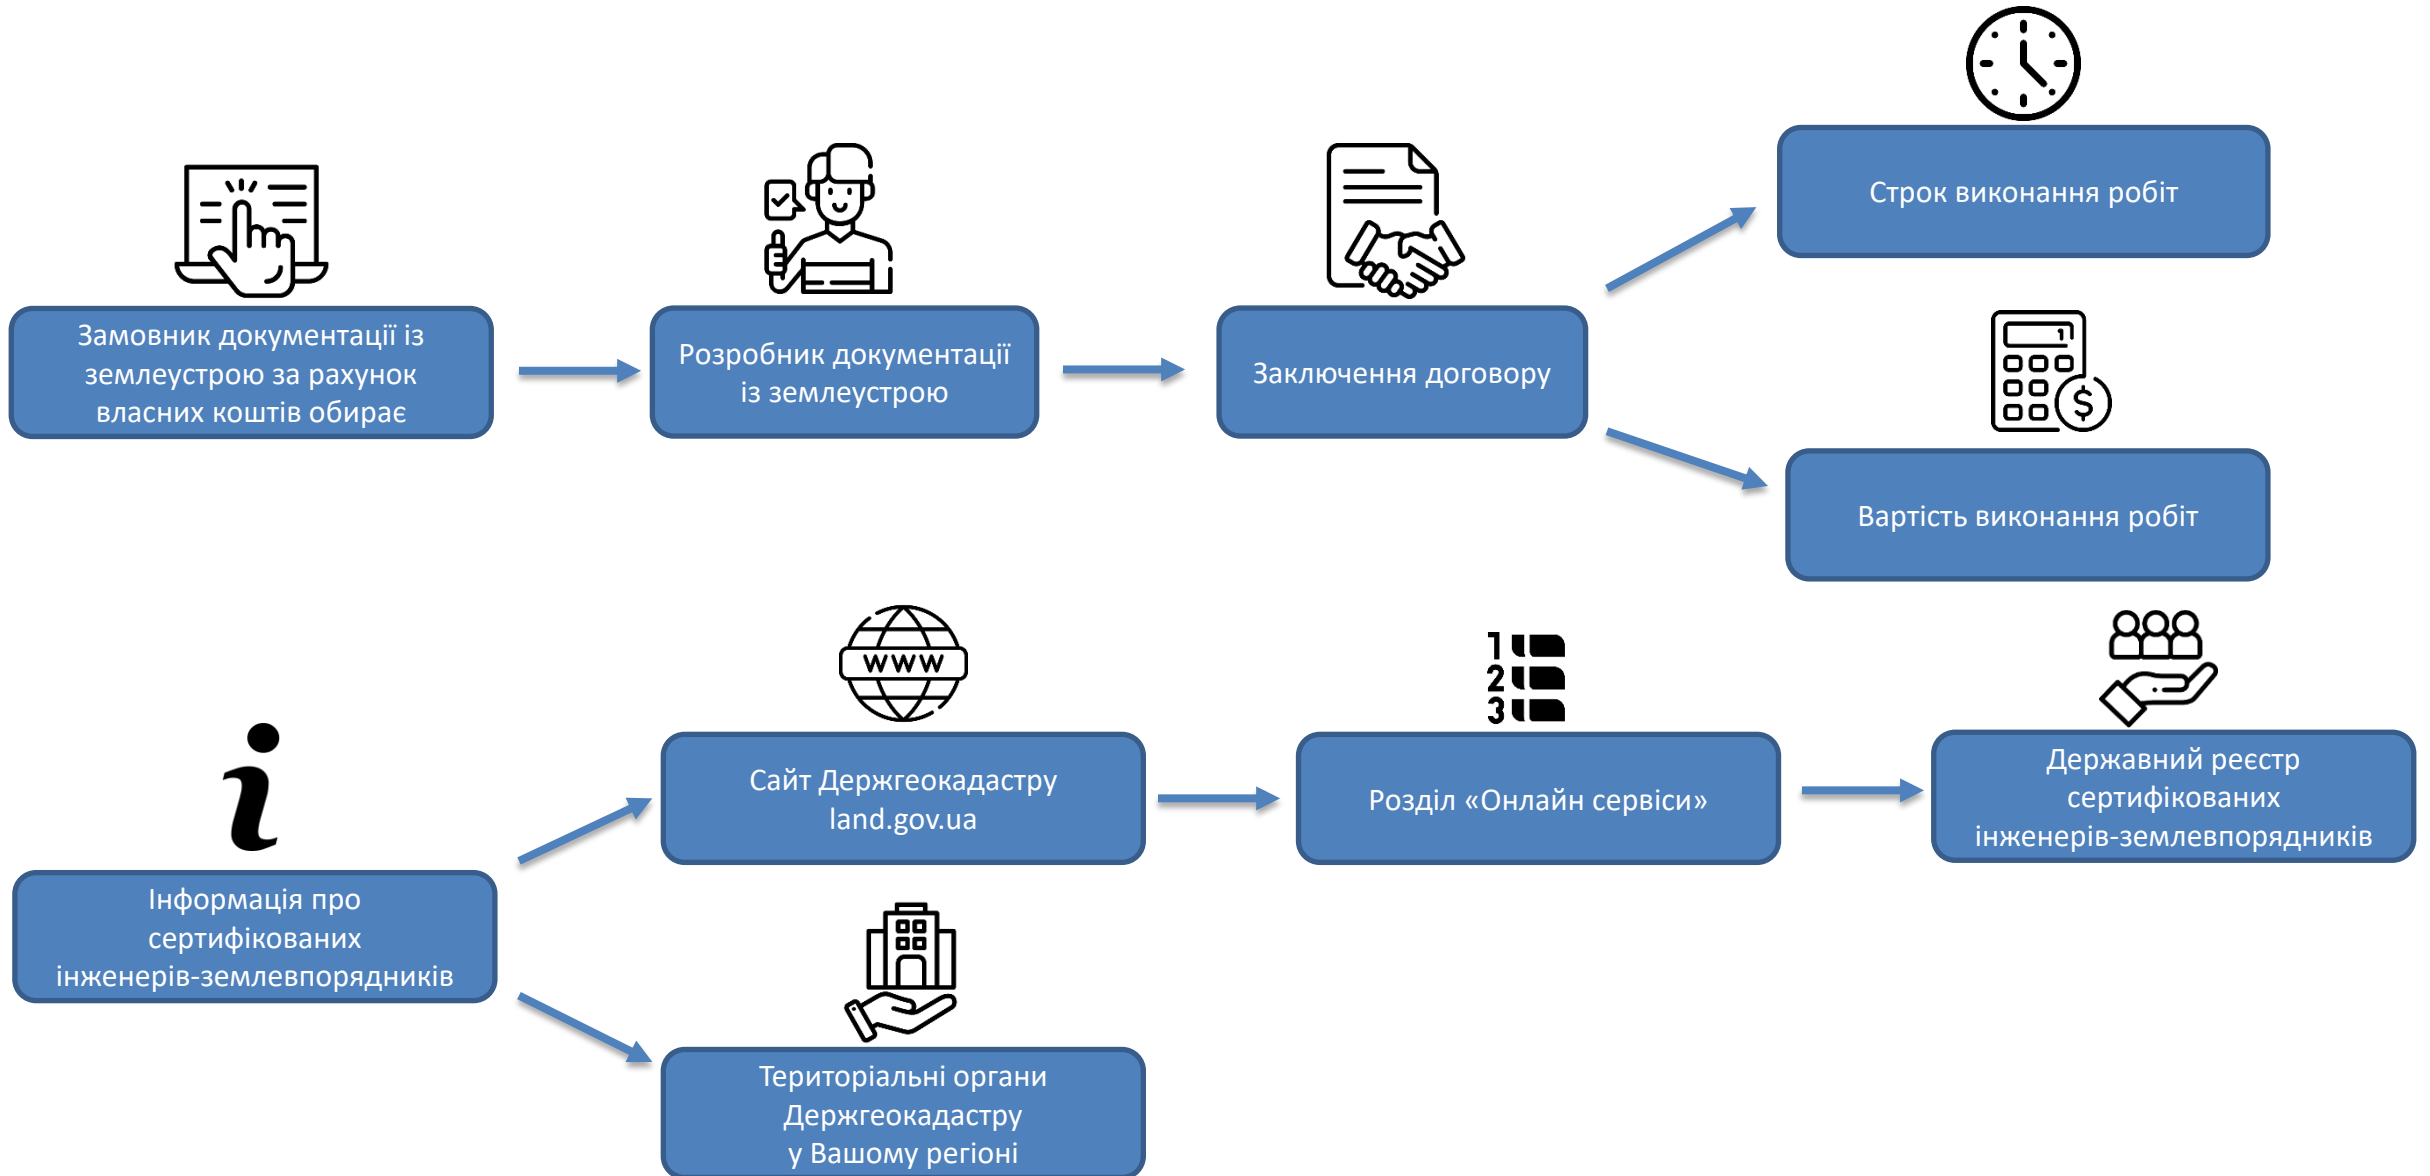 Строк виконання робіт
Замовник документації із
землеустрою за рахунок
власних коштів обирає
Розробник документації
із землеустрою
Заключення договору
Вартість виконання робіт
1
2
3
WWW
Сайт Держгеокадастру
land.gov.ua
Розділ «Онлайн сервіси»
Державний реєстр
сертифікованих
інженерів-землевпорядників
i
Інформація про
сертифікованих
інженерів-землевпорядників
Територіальні органи
Держгеокадастру
у Вашому регіоні